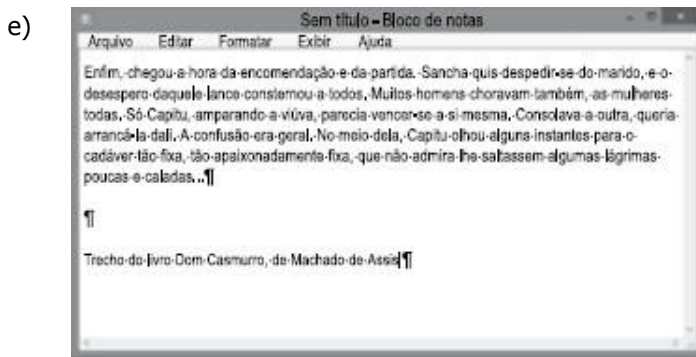 e)
Sem título - Bloco de notas
Arquivo Editar Formatar Exibir Ajuda
Enfim,·chegou·a·hora·da·encomendação·e·da·partida.·Sancha·quis·despedir-se·do·marido,·e·o·
desespero·daquele·lance·consternou·a·todos.·Muitos·homens·choravam·também,·as·mulheres·
todas.·Só·Capitu,·amparando·a·viúva,·parecia·vencer-se·a·si·mesma.·Consolava·a·outra,·queria·
arrancá-la·dali.·A·confusão·era·geral.·No·meio·dela,·Capitu·olhou·alguns·instantes·para·o·
cadáver·tão·fixa,·tão·apaixonadamente·fixa,·que·não·admira·lhe·saltassem·algumas·lágrimas·
poucas·e·caladas...¶
¶
Trecho·do·livro·Dom·Casmurro,·de·Machado·de·Assis¶